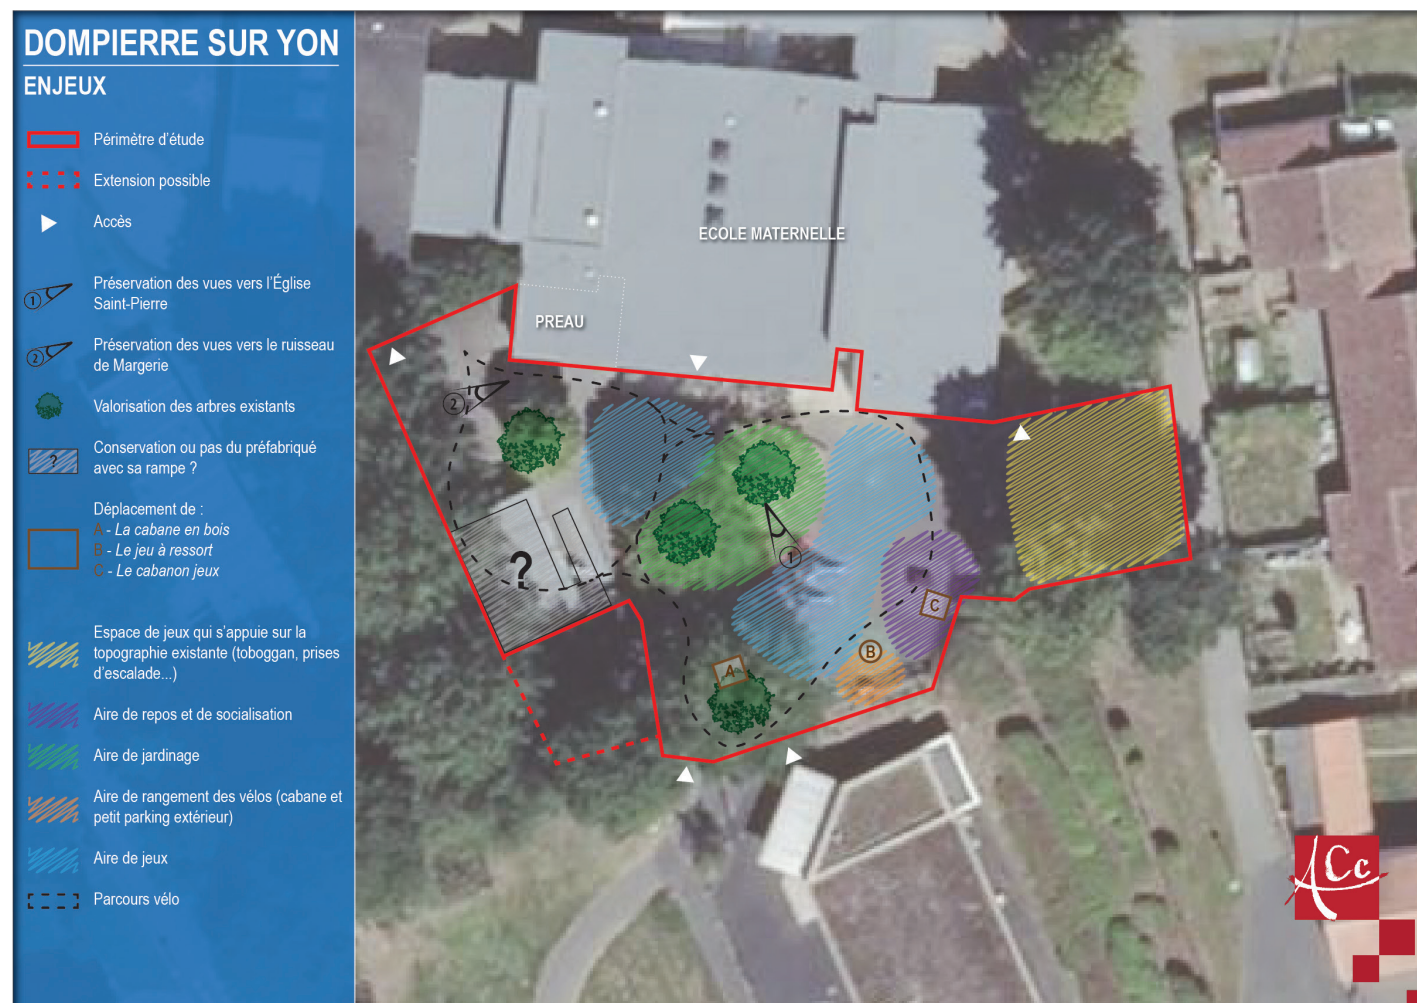 DOMPIERRE SUR YON
ENJEUX
Périmètre d'étude
Extension possible
Accès
1
Préservation des vues vers l'Église
Saint-Pierre
2
Préservation des vues vers le ruisseau
de Margerie
Valorisation des arbres existants
?
Conservation ou pas du préfabriqué
avec sa rampe ?
Déplacement de :
A - La cabane en bois
B - Le jeu à ressort
C - Le cabanon jeux
Espace de jeux qui s'appuie sur la
topographie existante (toboggan, prises
d'escalade...)
Aire de repos et de socialisation
Aire de jardinage
Aire de rangement des vélos (cabane et
petit parking extérieur)
Aire de jeux
Parcours vélo
ECOLE MATERNELLE
PREAU
2
?
1
C
B
A
ACc